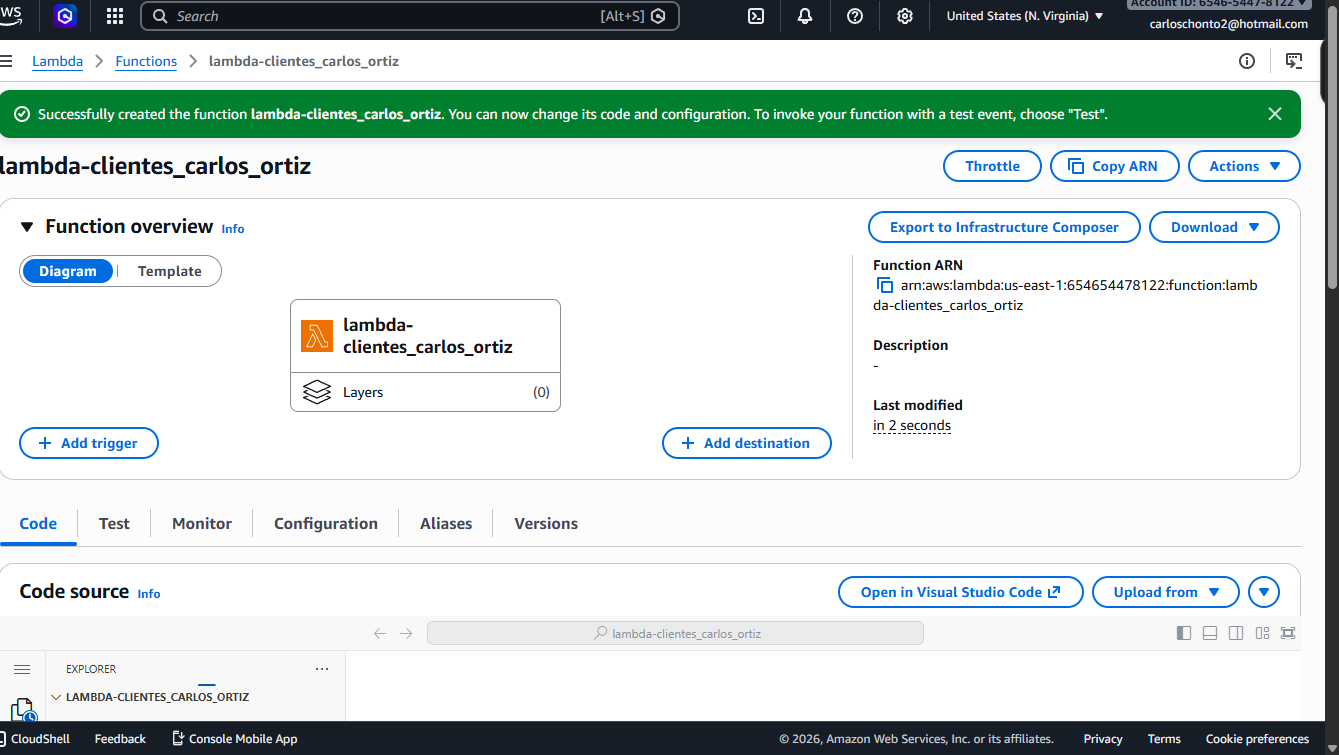 aws
Search [Alt+S]
United States (N. Virginia)
Account ID: 6546-5447-8122
carloschonto2@hotmail.com
Lambda Functions lambda-clientes_carlos_ortiz
Successfully created the function lambda-clientes_carlos_ortiz. You can now change its code and configuration. To invoke your function with a test event, choose "Test".
lambda-clientes_carlos_ortiz
Throttle Copy ARN Actions
Function overview Info
Export to Infrastructure Composer Download
Diagram Template
lambda-
clientes_carlos_ortiz
Layers (0)
Add trigger
Add destination
Function ARN
arn:aws:lambda:us-east-1:654654478122:function:lamb
da-clientes_carlos_ortiz
Description
-
Last modified
in 2 seconds
Code Test Monitor Configuration Aliases Versions
Code source Info
Open in Visual Studio Code Upload from
lambda-clientes_carlos_ortiz
EXPLORER
LAMBDA-CLIENTES_CARLOS_ORTIZ
CloudShell Feedback Console Mobile App © 2026, Amazon Web Services, Inc. or its affiliates. Privacy Terms Cookie preferences